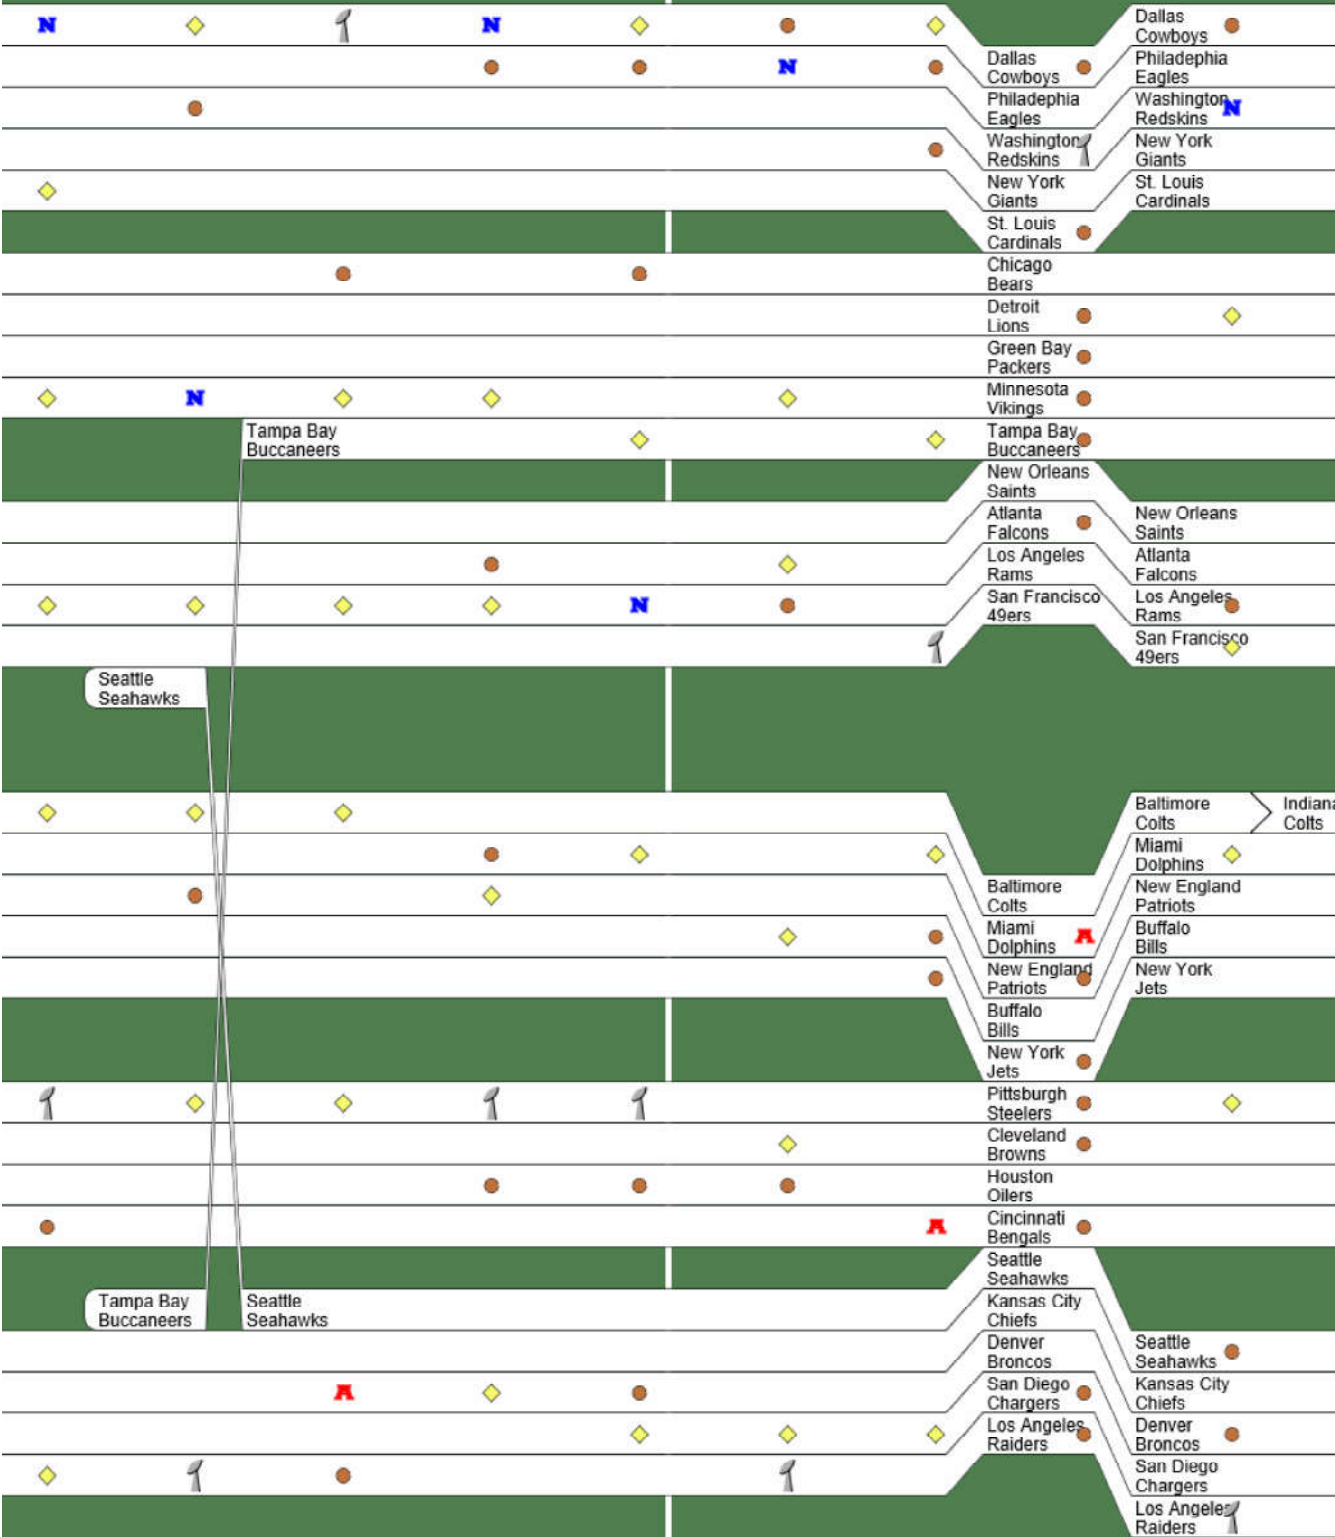 Dallas
Cowboys
Dallas
Cowboys
Philadephia
Eagles
Philadephia
Eagles
Washington
Redskins
Washington
Redskins
New York
Giants
New York
Giants
St. Louis
Cardinals
St. Louis
Cardinals
Chicago
Bears
Detroit
Lions
Green Bay
Packers
Minnesota
Vikings
Tampa Bay
Buccaneers
Tampa Bay
Buccaneers
New Orleans
Saints
Atlanta
Falcons
New Orleans
Saints
Los Angeles
Rams
Atlanta
Falcons
San Francisco
49ers
Los Angeles
Rams
San Francisco
49ers
Seattle
Seahawks
Baltimore
Colts
Indiana
Colts
Miami
Dolphins
Baltimore
Colts
New England
Patriots
Miami
Dolphins
Buffalo
Bills
New England
Patriots
New York
Jets
Buffalo
Bills
New York
Jets
Pittsburgh
Steelers
Cleveland
Browns
Houston
Oilers
Cincinnati
Bengals
Seattle
Seahawks
Tampa Bay
Buccaneers
Seattle
Seahawks
Kansas City
Chiefs
Denver
Broncos
Seattle
Seahawks
San Diego
Chargers
Kansas City
Chiefs
Los Angeles
Raiders
Denver
Broncos
San Diego
Chargers
Los Angeles
Raiders